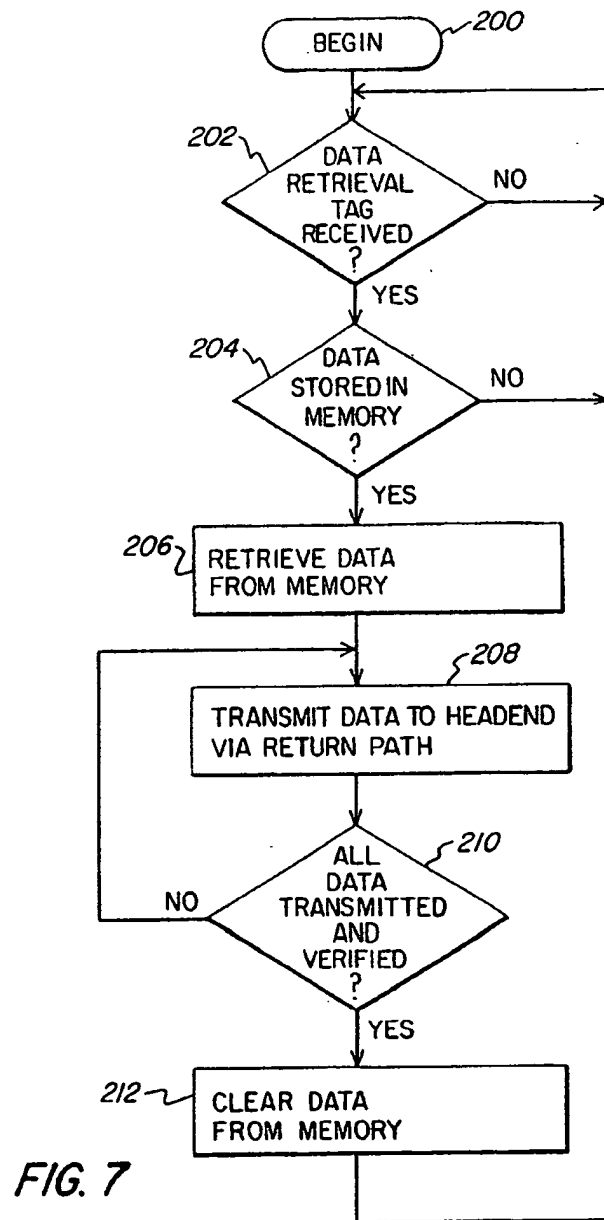 BEGIN
200
202
DATA
RETRIEVAL
TAG
RECEIVED
?
NO
YES
204
DATA
STORED IN
MEMORY
?
NO
YES
206
RETRIEVE DATA
FROM MEMORY
208
TRANSMIT DATA TO HEADEND
VIA RETURN PATH
210
ALL
DATA
TRANSMITTED
AND
VERIFIED
?
NO
YES
212
CLEAR DATA
FROM MEMORY
FIG. 7